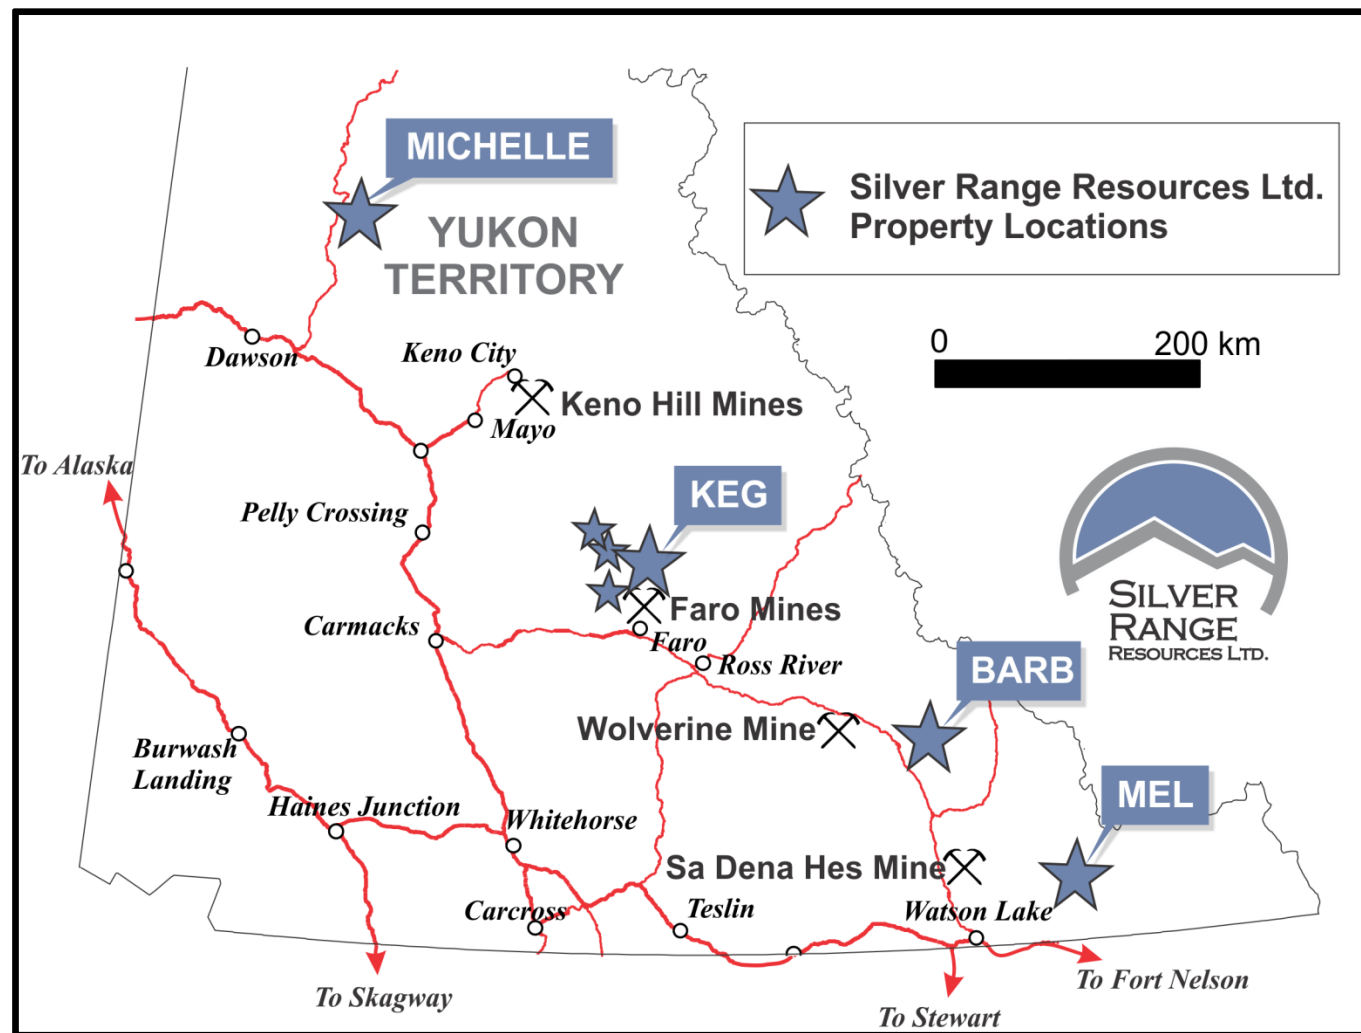 MICHELLE
YUKON
TERRITORY
Silver Range Resources Ltd.
Property Locations
0 200 km
Dawson
Keno City
Keno Hill Mines
Mayo
To Alaska
KEG
Pelly Crossing
Faro Mines
Carmacks
Faro
Ross River
SILVER
RANGE
RESOURCES LTD.
BARB
Wolverine Mine
Burwash
Landing
MEL
Haines Junction
Whitehorse
Sa Dena Hes Mine
Carcross
Teslin
Watson Lake
To Skagway
To Fort Nelson
To Stewart